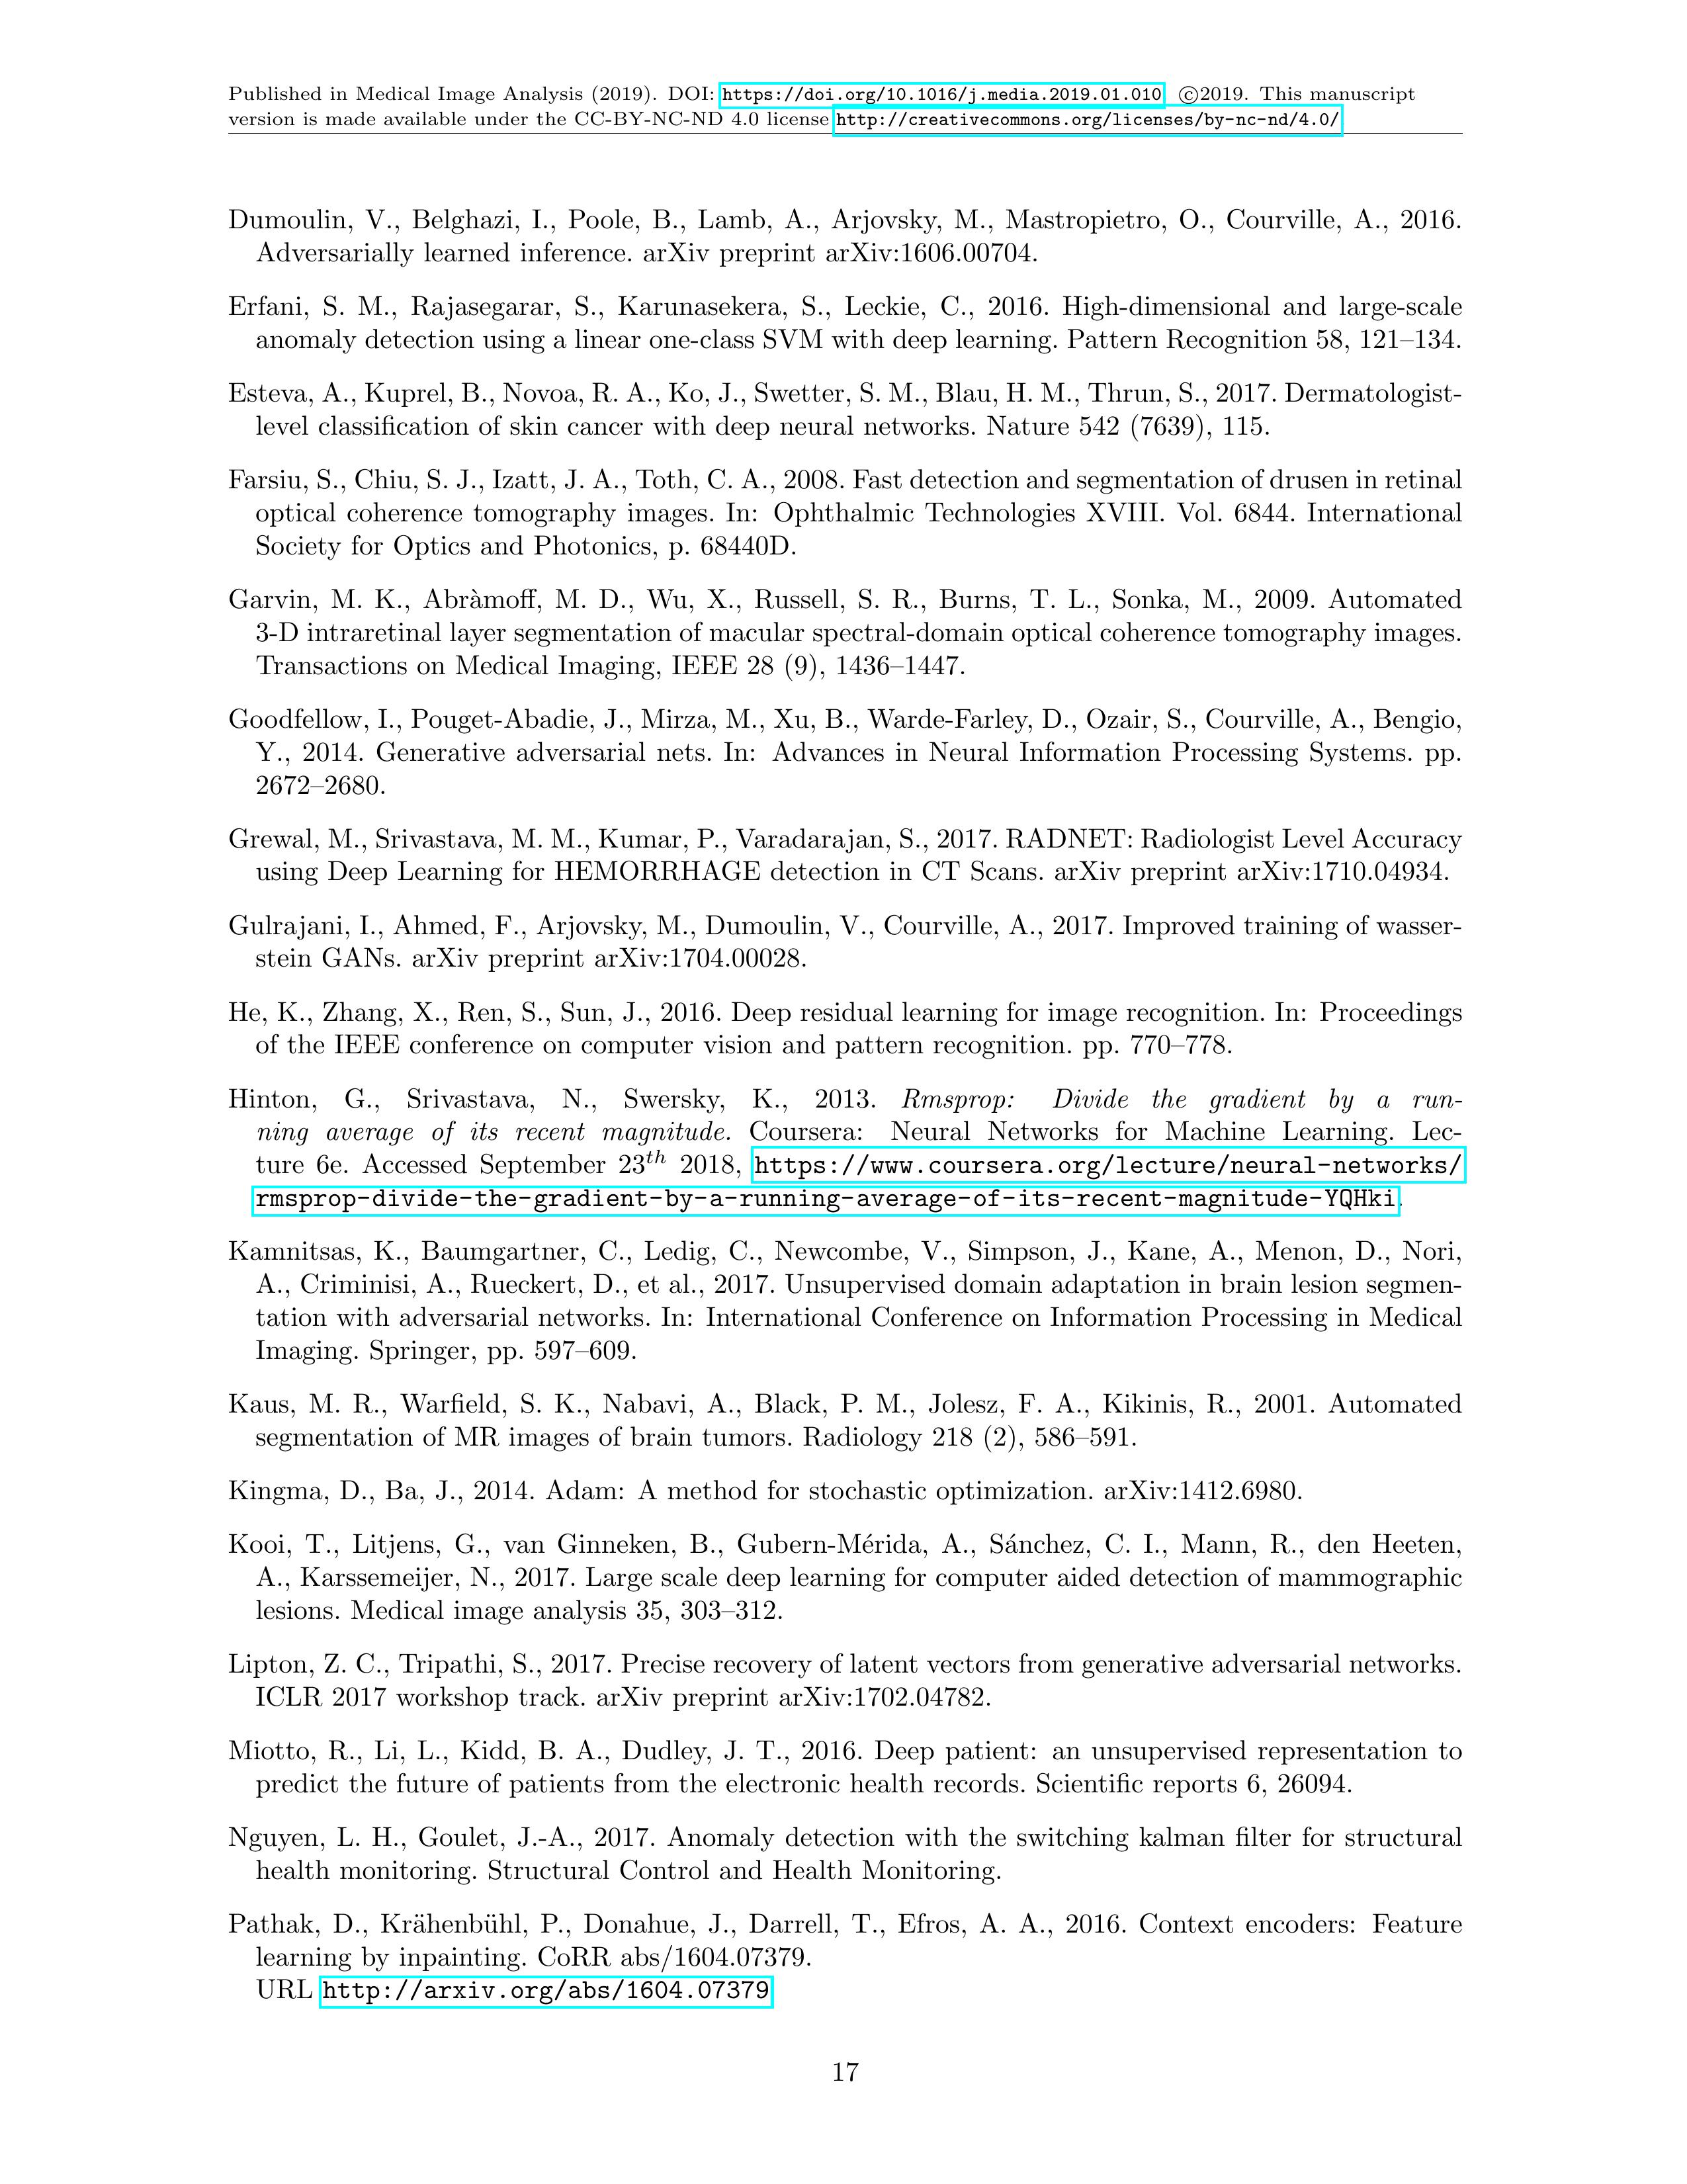 Published in Medical Image Analysis (2019). DOI: https://doi.org/10.1016/j.media.2019.01.010 ©2019. This manuscript
version is made available under the CC-BY-NC-ND 4.0 license http://creativecommons.org/licenses/by-nc-nd/4.0/
Dumoulin, V., Belghazi, I., Poole, B., Lamb, A., Arjovsky, M., Mastropietro, O., Courville, A., 2016.
Adversarially learned inference. arXiv preprint arXiv:1606.00704.
Erfani, S. M., Rajasegarar, S., Karunasekera, S., Leckie, C., 2016. High-dimensional and large-scale
anomaly detection using a linear one-class SVM with deep learning. Pattern Recognition 58, 121–134.
Esteva, A., Kuprel, B., Novoa, R. A., Ko, J., Swetter, S. M., Blau, H. M., Thrun, S., 2017. Dermatologist-
level classification of skin cancer with deep neural networks. Nature 542 (7639), 115.
Farsiu, S., Chiu, S. J., Izatt, J. A., Toth, C. A., 2008. Fast detection and segmentation of drusen in retinal
optical coherence tomography images. In: Ophthalmic Technologies XVIII. Vol. 6844. International
Society for Optics and Photonics, p. 68440D.
Garvin, M. K., Abràmoff, M. D., Wu, X., Russell, S. R., Burns, T. L., Sonka, M., 2009. Automated
3-D intraretinal layer segmentation of macular spectral-domain optical coherence tomography images.
Transactions on Medical Imaging, IEEE 28 (9), 1436–1447.
Goodfellow, I., Pouget-Abadie, J., Mirza, M., Xu, B., Warde-Farley, D., Ozair, S., Courville, A., Bengio,
Y., 2014. Generative adversarial nets. In: Advances in Neural Information Processing Systems. pp.
2672–2680.
Grewal, M., Srivastava, M. M., Kumar, P., Varadarajan, S., 2017. RADNET: Radiologist Level Accuracy
using Deep Learning for HEMORRHAGE detection in CT Scans. arXiv preprint arXiv:1710.04934.
Gulrajani, I., Ahmed, F., Arjovsky, M., Dumoulin, V., Courville, A., 2017. Improved training of wasser-
stein GANs. arXiv preprint arXiv:1704.00028.
He, K., Zhang, X., Ren, S., Sun, J., 2016. Deep residual learning for image recognition. In: Proceedings
of the IEEE conference on computer vision and pattern recognition. pp. 770–778.
Hinton, G., Srivastava, N., Swersky, K., 2013. Rmsprop: Divide the gradient by a run-
ning average of its recent magnitude. Coursera: Neural Networks for Machine Learning. Lec-
ture 6e. Accessed September 23th 2018, https://www.coursera.org/lecture/neural-networks/
rmsprop-divide-the-gradient-by-a-running-average-of-its-recent-magnitude-YQHki.
Kamnitsas, K., Baumgartner, C., Ledig, C., Newcombe, V., Simpson, J., Kane, A., Menon, D., Nori,
A., Criminisi, A., Rueckert, D., et al., 2017. Unsupervised domain adaptation in brain lesion segmen-
tation with adversarial networks. In: International Conference on Information Processing in Medical
Imaging. Springer, pp. 597–609.
Kaus, M. R., Warfield, S. K., Nabavi, A., Black, P. M., Jolesz, F. A., Kikinis, R., 2001. Automated
segmentation of MR images of brain tumors. Radiology 218 (2), 586–591.
Kingma, D., Ba, J., 2014. Adam: A method for stochastic optimization. arXiv:1412.6980.
Kooi, T., Litjens, G., van Ginneken, B., Gubern-Mérida, A., Sánchez, C. I., Mann, R., den Heeten,
A., Karssemeijer, N., 2017. Large scale deep learning for computer aided detection of mammographic
lesions. Medical image analysis 35, 303–312.
Lipton, Z. C., Tripathi, S., 2017. Precise recovery of latent vectors from generative adversarial networks.
ICLR 2017 workshop track. arXiv preprint arXiv:1702.04782.
Miotto, R., Li, L., Kidd, B. A., Dudley, J. T., 2016. Deep patient: an unsupervised representation to
predict the future of patients from the electronic health records. Scientific reports 6, 26094.
Nguyen, L. H., Goulet, J.-A., 2017. Anomaly detection with the switching kalman filter for structural
health monitoring. Structural Control and Health Monitoring.
Pathak, D., Krähenbühl, P., Donahue, J., Darrell, T., Efros, A. A., 2016. Context encoders: Feature
learning by inpainting. CoRR abs/1604.07379.
URL http://arxiv.org/abs/1604.07379
17